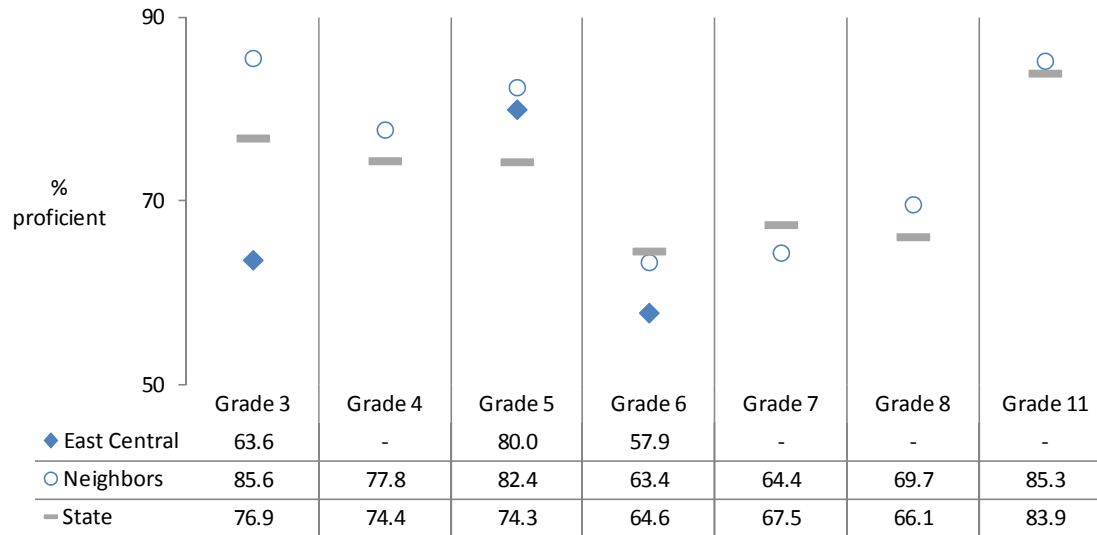 90
%
proficient
70
50
Grade 3 Grade 4 Grade 5 Grade 6 Grade 7 Grade 8 Grade 11
East Central 63.6 - 80.0 57.9 - - -
Neighbors 85.6 77.8 82.4 63.4 64.4 69.7 85.3
State 76.9 74.4 74.3 64.6 67.5 66.1 83.9